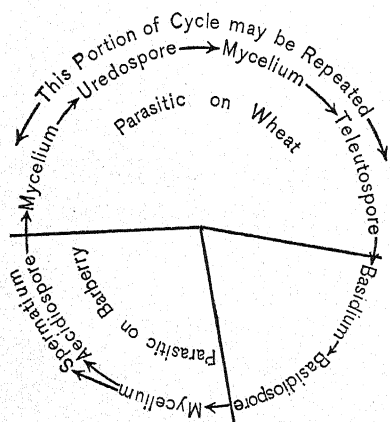 This Portion of Cycle may be Repeated
Mycelium
Uredospore
Mycelium
Teleutospore
Parasitic on Wheat
Basidium
Basidiospore
Mycelium
Aecidiospore
Spermatium
Parasitic on Barberry